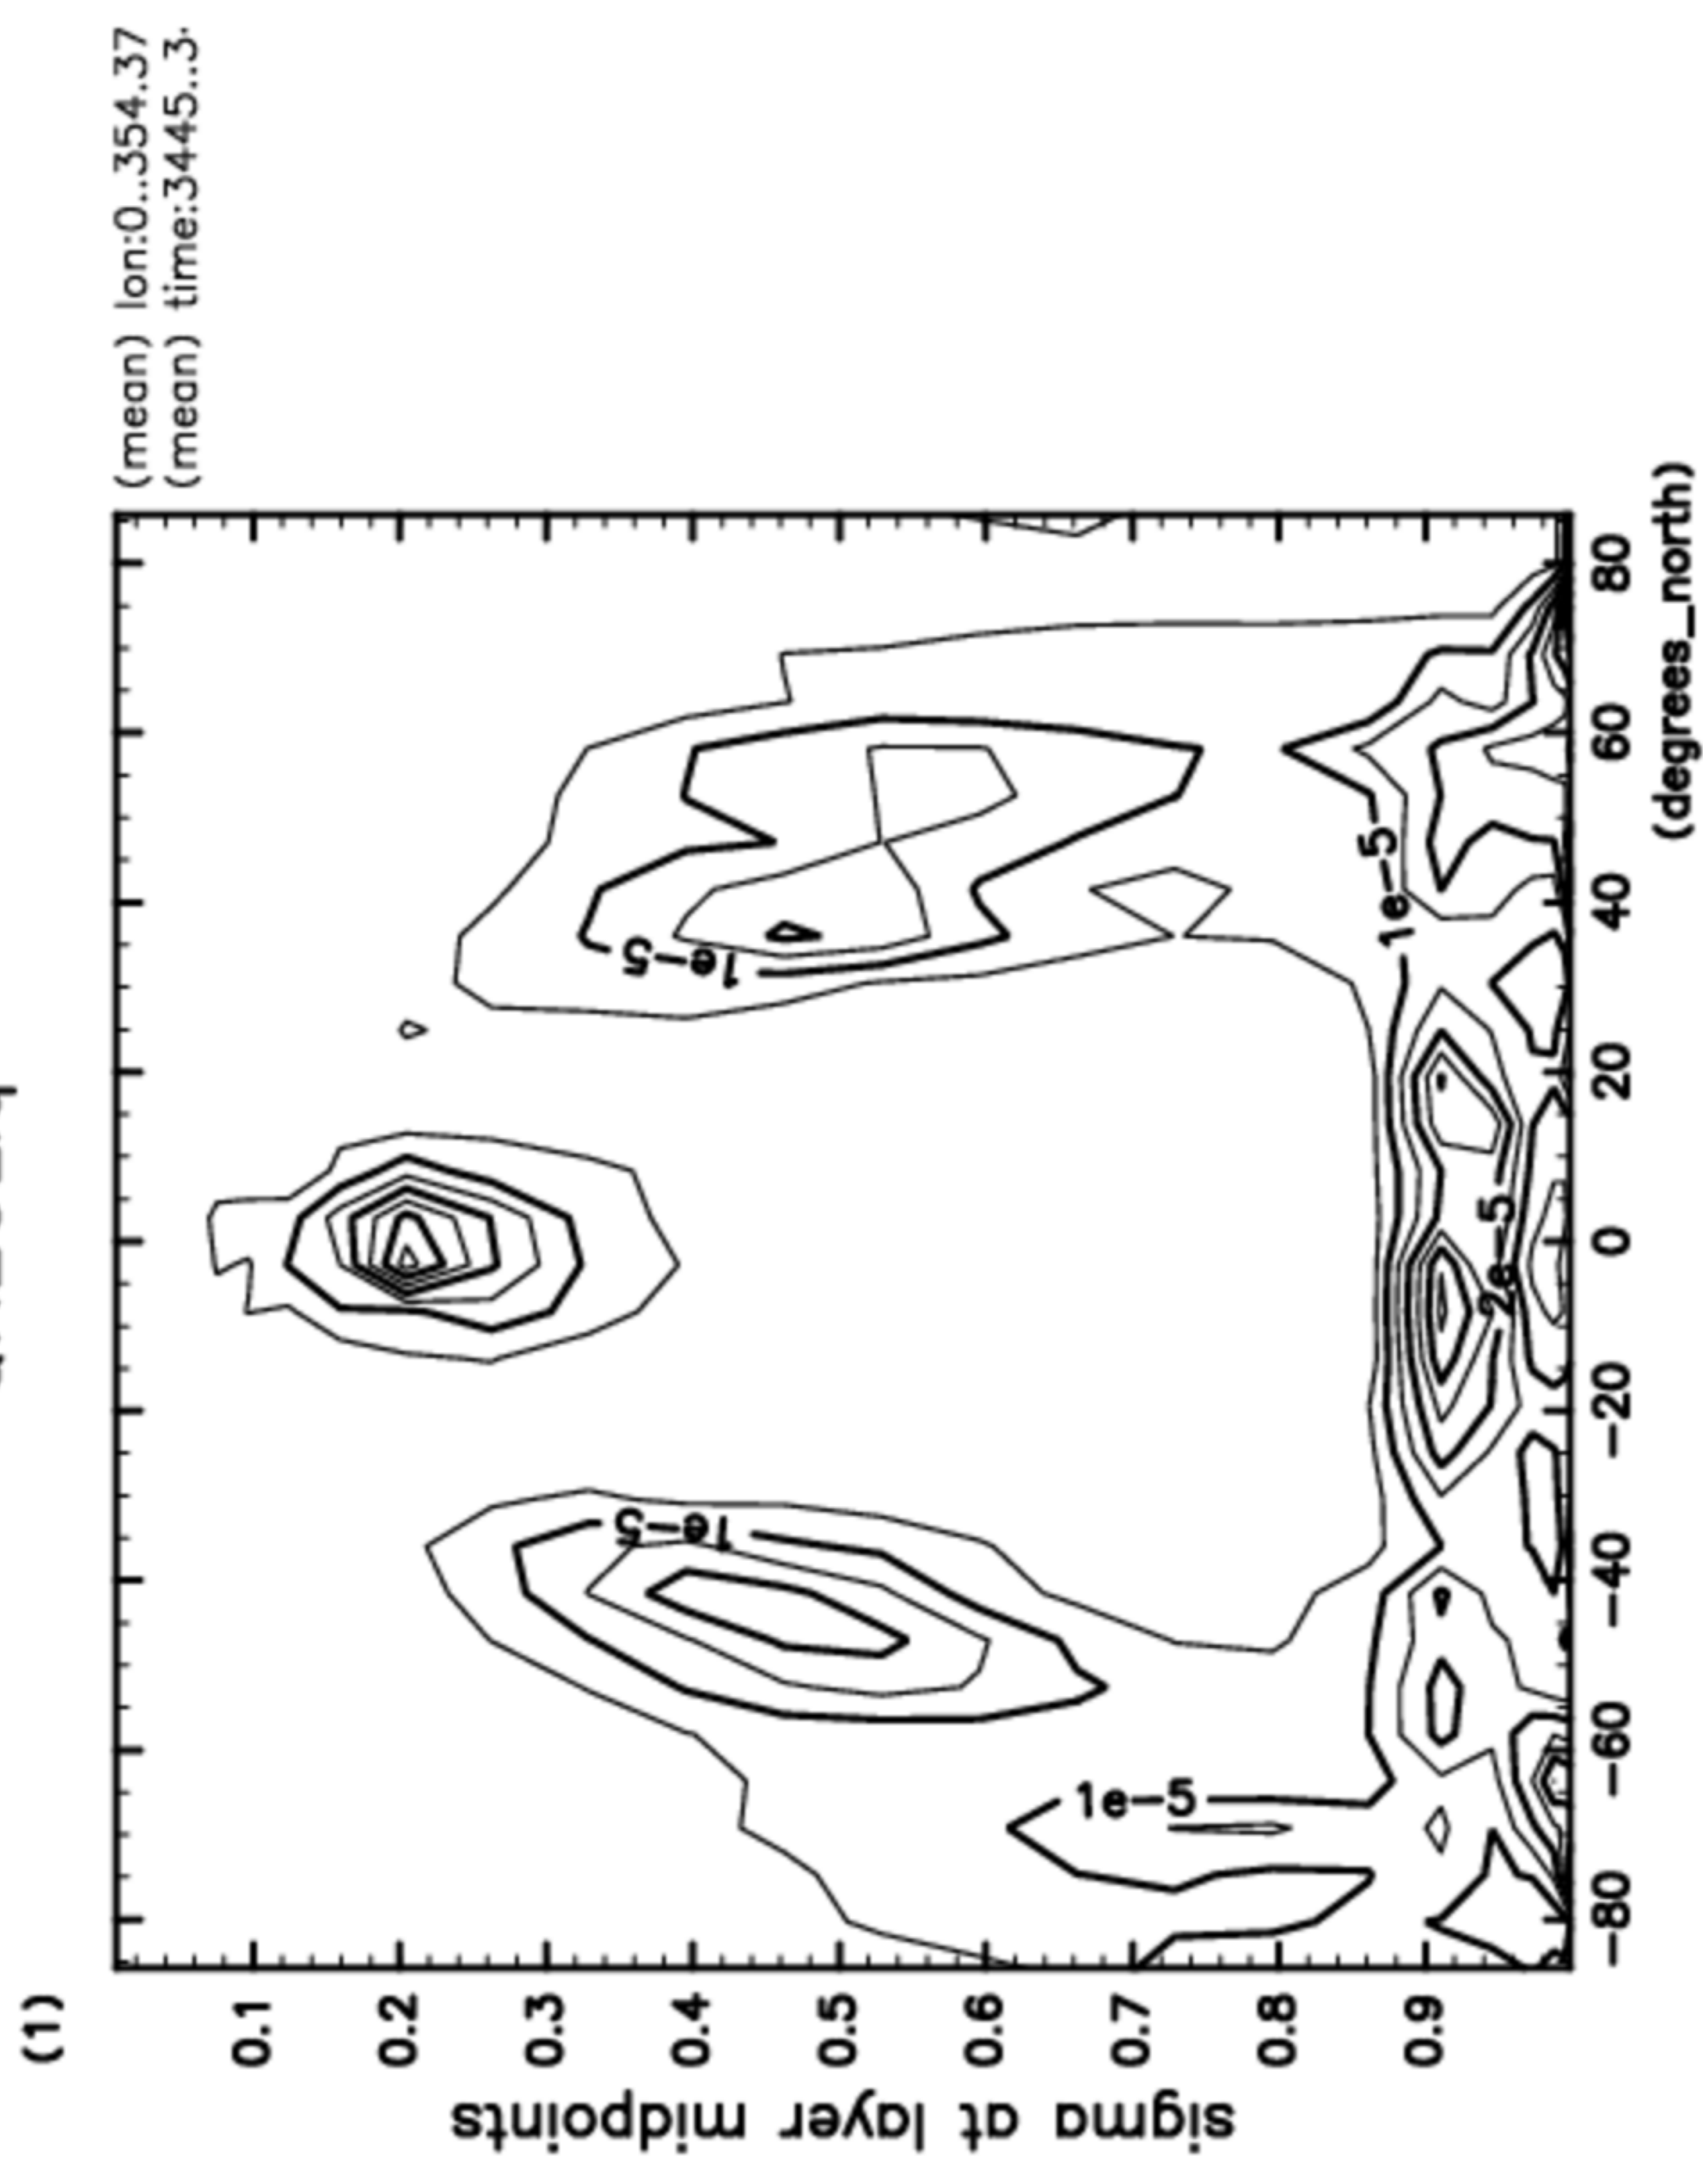 (mean) lon:0..354.37
(mean) time:3445..3
(1)
0.1
0.2
0.3
0.4
0.5
0.6
0.7
0.8
0.9
sigma at layer midpoints
1e-5
1e-5
1e-5
1e-5
2e-5
-80
-60
-40
-20
0
20
40
60
80
(degrees_north)